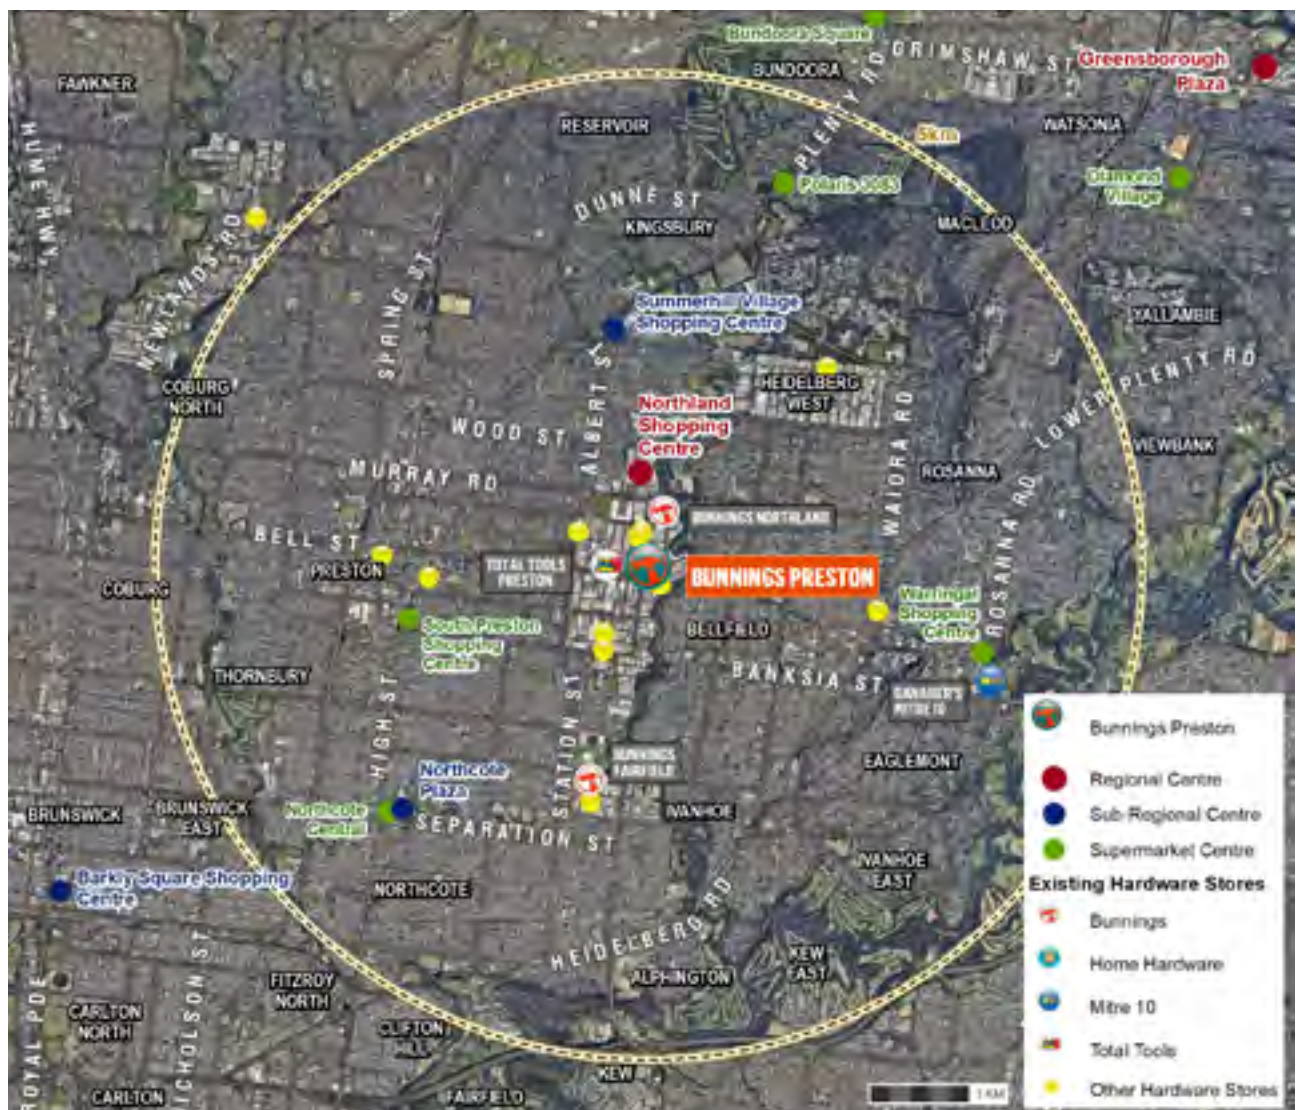 Bundoora Square
GRIMSHAW ST
Greensborough
Plaza
FAWKNER
BUNDOORA
PLENTY RD
HUME HWY
RESERVOIR
5km
WATSONIA
Polaris 3083
Diamond
Village
DUNNE ST
KINGSBURY
MACLEOD
NEWLANDS RD
SPRING ST
Summerhill Village
Shopping Centre
YALLAMBIE
ALBERT ST
HEIDELBERG
WEST
LOWER PLENTY RD
COBURG
NORTH
Northland
Shopping
Centre
WOOD ST
WAIORA RD
VIEWBANK
MURRAY RD
ROSANNA
ROSANNA RD
BUNNINGS NORTHLAND
BELL ST
PRESTON
TOTAL TOOLS
PRESTON
BUNNINGS PRESTON
COBURG
Warringal
Shopping
Centre
South Preston
Shopping
Centre
BELLFIELD
THORNBURY
BANKSIA ST
MITRE 10
HIGH ST
STATION ST
BUNNINGS
FAIRFIELD
EAGLEMONT
Northcote
Plaza
BRUNSWICK
BRUNSWICK
EAST
Northcote
Central
SEPARATION ST
IVANHOE
Barkly Square Shopping
Centre
NORTHCOTE
IVANHOE
EAST
HEIDELBERG RD
ROYAL PDE
NICHOLSON ST
FITZROY
NORTH
ALPHINGTON
KEW
EAST
CARLTON
NORTH
CLIFTON
HILL
KEW
CARLTON
FAIRFIELD
1 KM
Bunnings Preston
Regional Centre
Sub-Regional Centre
Supermarket Centre
Existing Hardware Stores
Bunnings
Home Hardware
Mitre 10
Total Tools
Other Hardware Stores